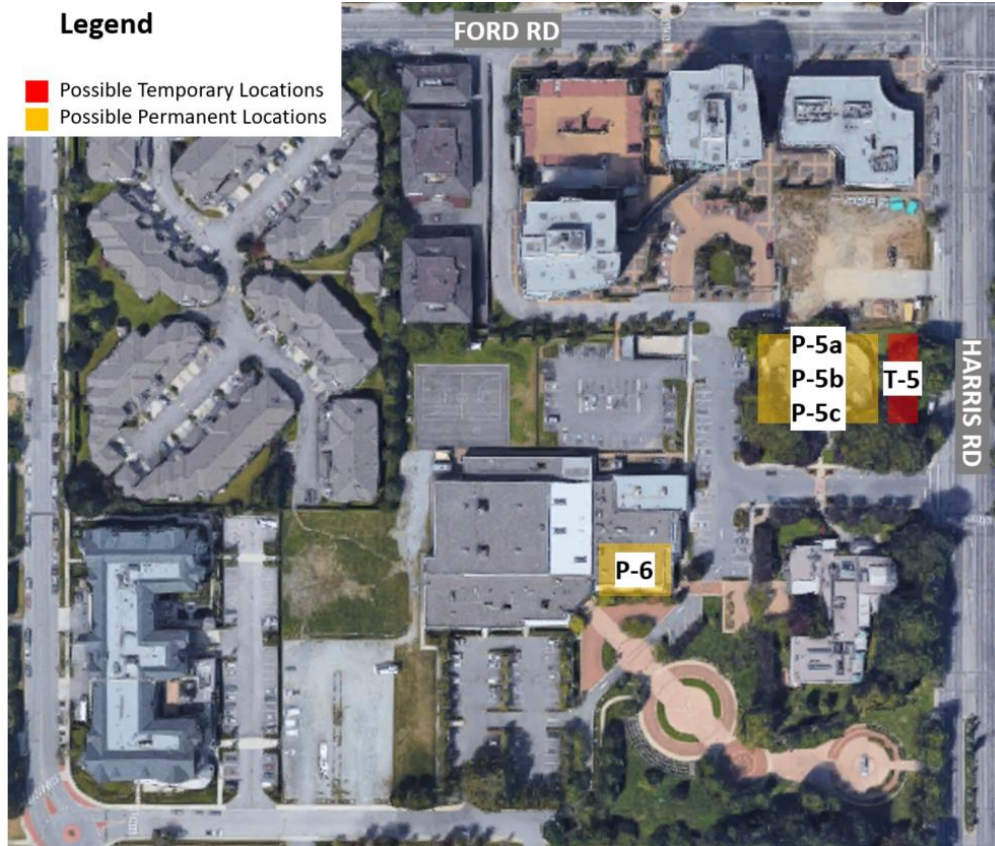 Legend
Possible Temporary Locations
Possible Permanent Locations
FORD RD
HARRIS RD
P-5a
P-5b
P-5c
T-5
P-6